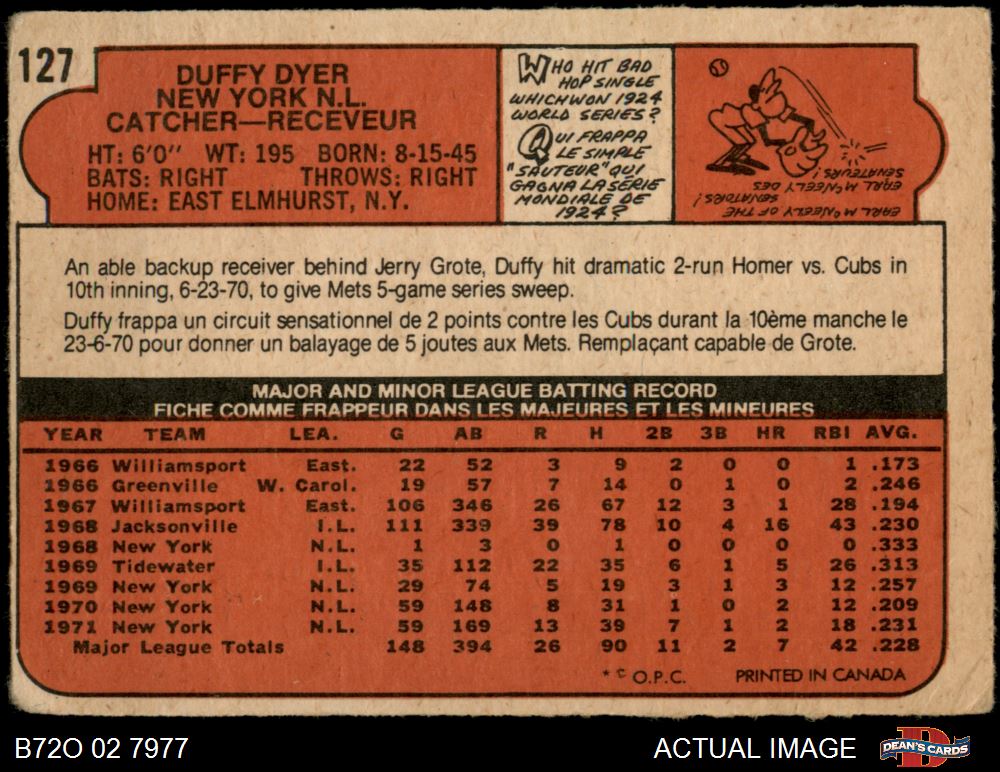 127
DUFFY DYER
NEW YORK N.L.
CATCHER—RECEVEUR
HT: 6'0" WT: 195 BORN: 8-15-45
BATS: RIGHT THROWS: RIGHT
HOME: EAST ELMHURST, N.Y.
WHO HIT BAD
HOP SINGLE
WHICH WON 1924
WORLD SERIES?
QUI FRAPPA
LE SIMPLE
"SAUTEUR" QUI
GAGNA LA SERIE
MONDIALE DE
1924?
EARL McNEELY OF THE
SENATORS!
EARL McNEELY DES
SENATEURS!
An able backup receiver behind Jerry Grote, Duffy hit dramatic 2-run Homer vs. Cubs in
10th inning, 6-23-70, to give Mets 5-game series sweep.
Duffy frappa un circuit sensationnel de 2 points contre les Cubs durant la 10ème manche le
23-6-70 pour donner un balayage de 5 joutes aux Mets. Remplaçant capable de Grote.
MAJOR AND MINOR LEAGUE BATTING RECORD
FICHE COMME FRAPPEUR DANS LES MAJEURES ET LES MINEURES
YEAR TEAM LEA. G AB R H 2B 3B HR RBI AVG.
1966 Williamsport East. 22 52 3 9 2 0 0 1 .173
1966 Greenville W. Carol. 19 57 7 14 0 1 0 2 .246
1967 Williamsport East. 106 346 26 67 12 3 1 28 .194
1968 Jacksonville I.L. 111 339 39 78 10 4 16 43 .230
1968 New York N.L. 1 3 0 1 0 0 0 0 .333
1969 Tidewater I.L. 35 112 22 35 6 1 5 26 .313
1969 New York N.L. 29 74 5 19 3 1 3 12 .257
1970 New York N.L. 59 148 8 31 1 0 2 12 .209
1971 New York N.L. 59 169 13 39 7 1 2 18 .231
Major League Totals 148 394 26 90 11 2 7 42 .228
* © O.P.C. PRINTED IN CANADA
B72O 02 7977
ACTUAL IMAGE
DEAN'S CARDS